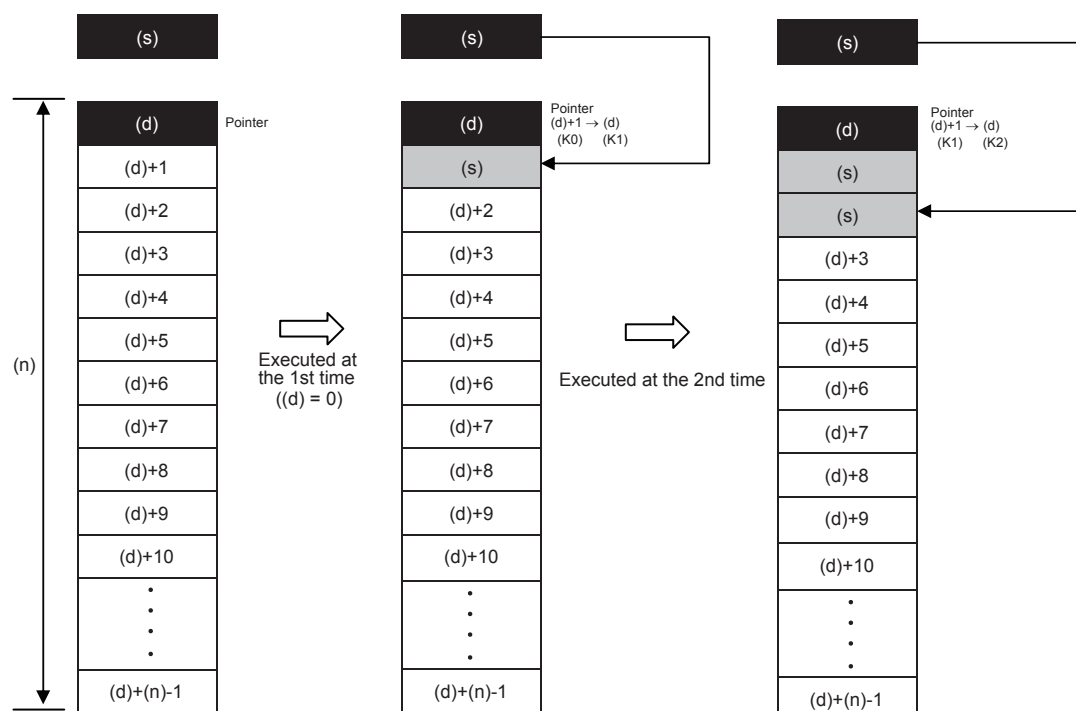 (s)
(n)
(d)
Pointer
(d)+1
(d)+2
(d)+3
(d)+4
(d)+5
(d)+6
(d)+7
(d)+8
(d)+9
(d)+10
(d)+(n)-1
Executed at
the 1st time
((d) = 0)
(s)
(d)
Pointer
(d)+1 → (d)
(K0) (K1)
(s)
(d)+2
(d)+3
(d)+4
(d)+5
(d)+6
(d)+7
(d)+8
(d)+9
(d)+10
(d)+(n)-1
Executed at the 2nd time
(s)
(d)
Pointer
(d)+1 → (d)
(K1) (K2)
(s)
(s)
(d)+3
(d)+4
(d)+5
(d)+6
(d)+7
(d)+8
(d)+9
(d)+10
(d)+(n)-1